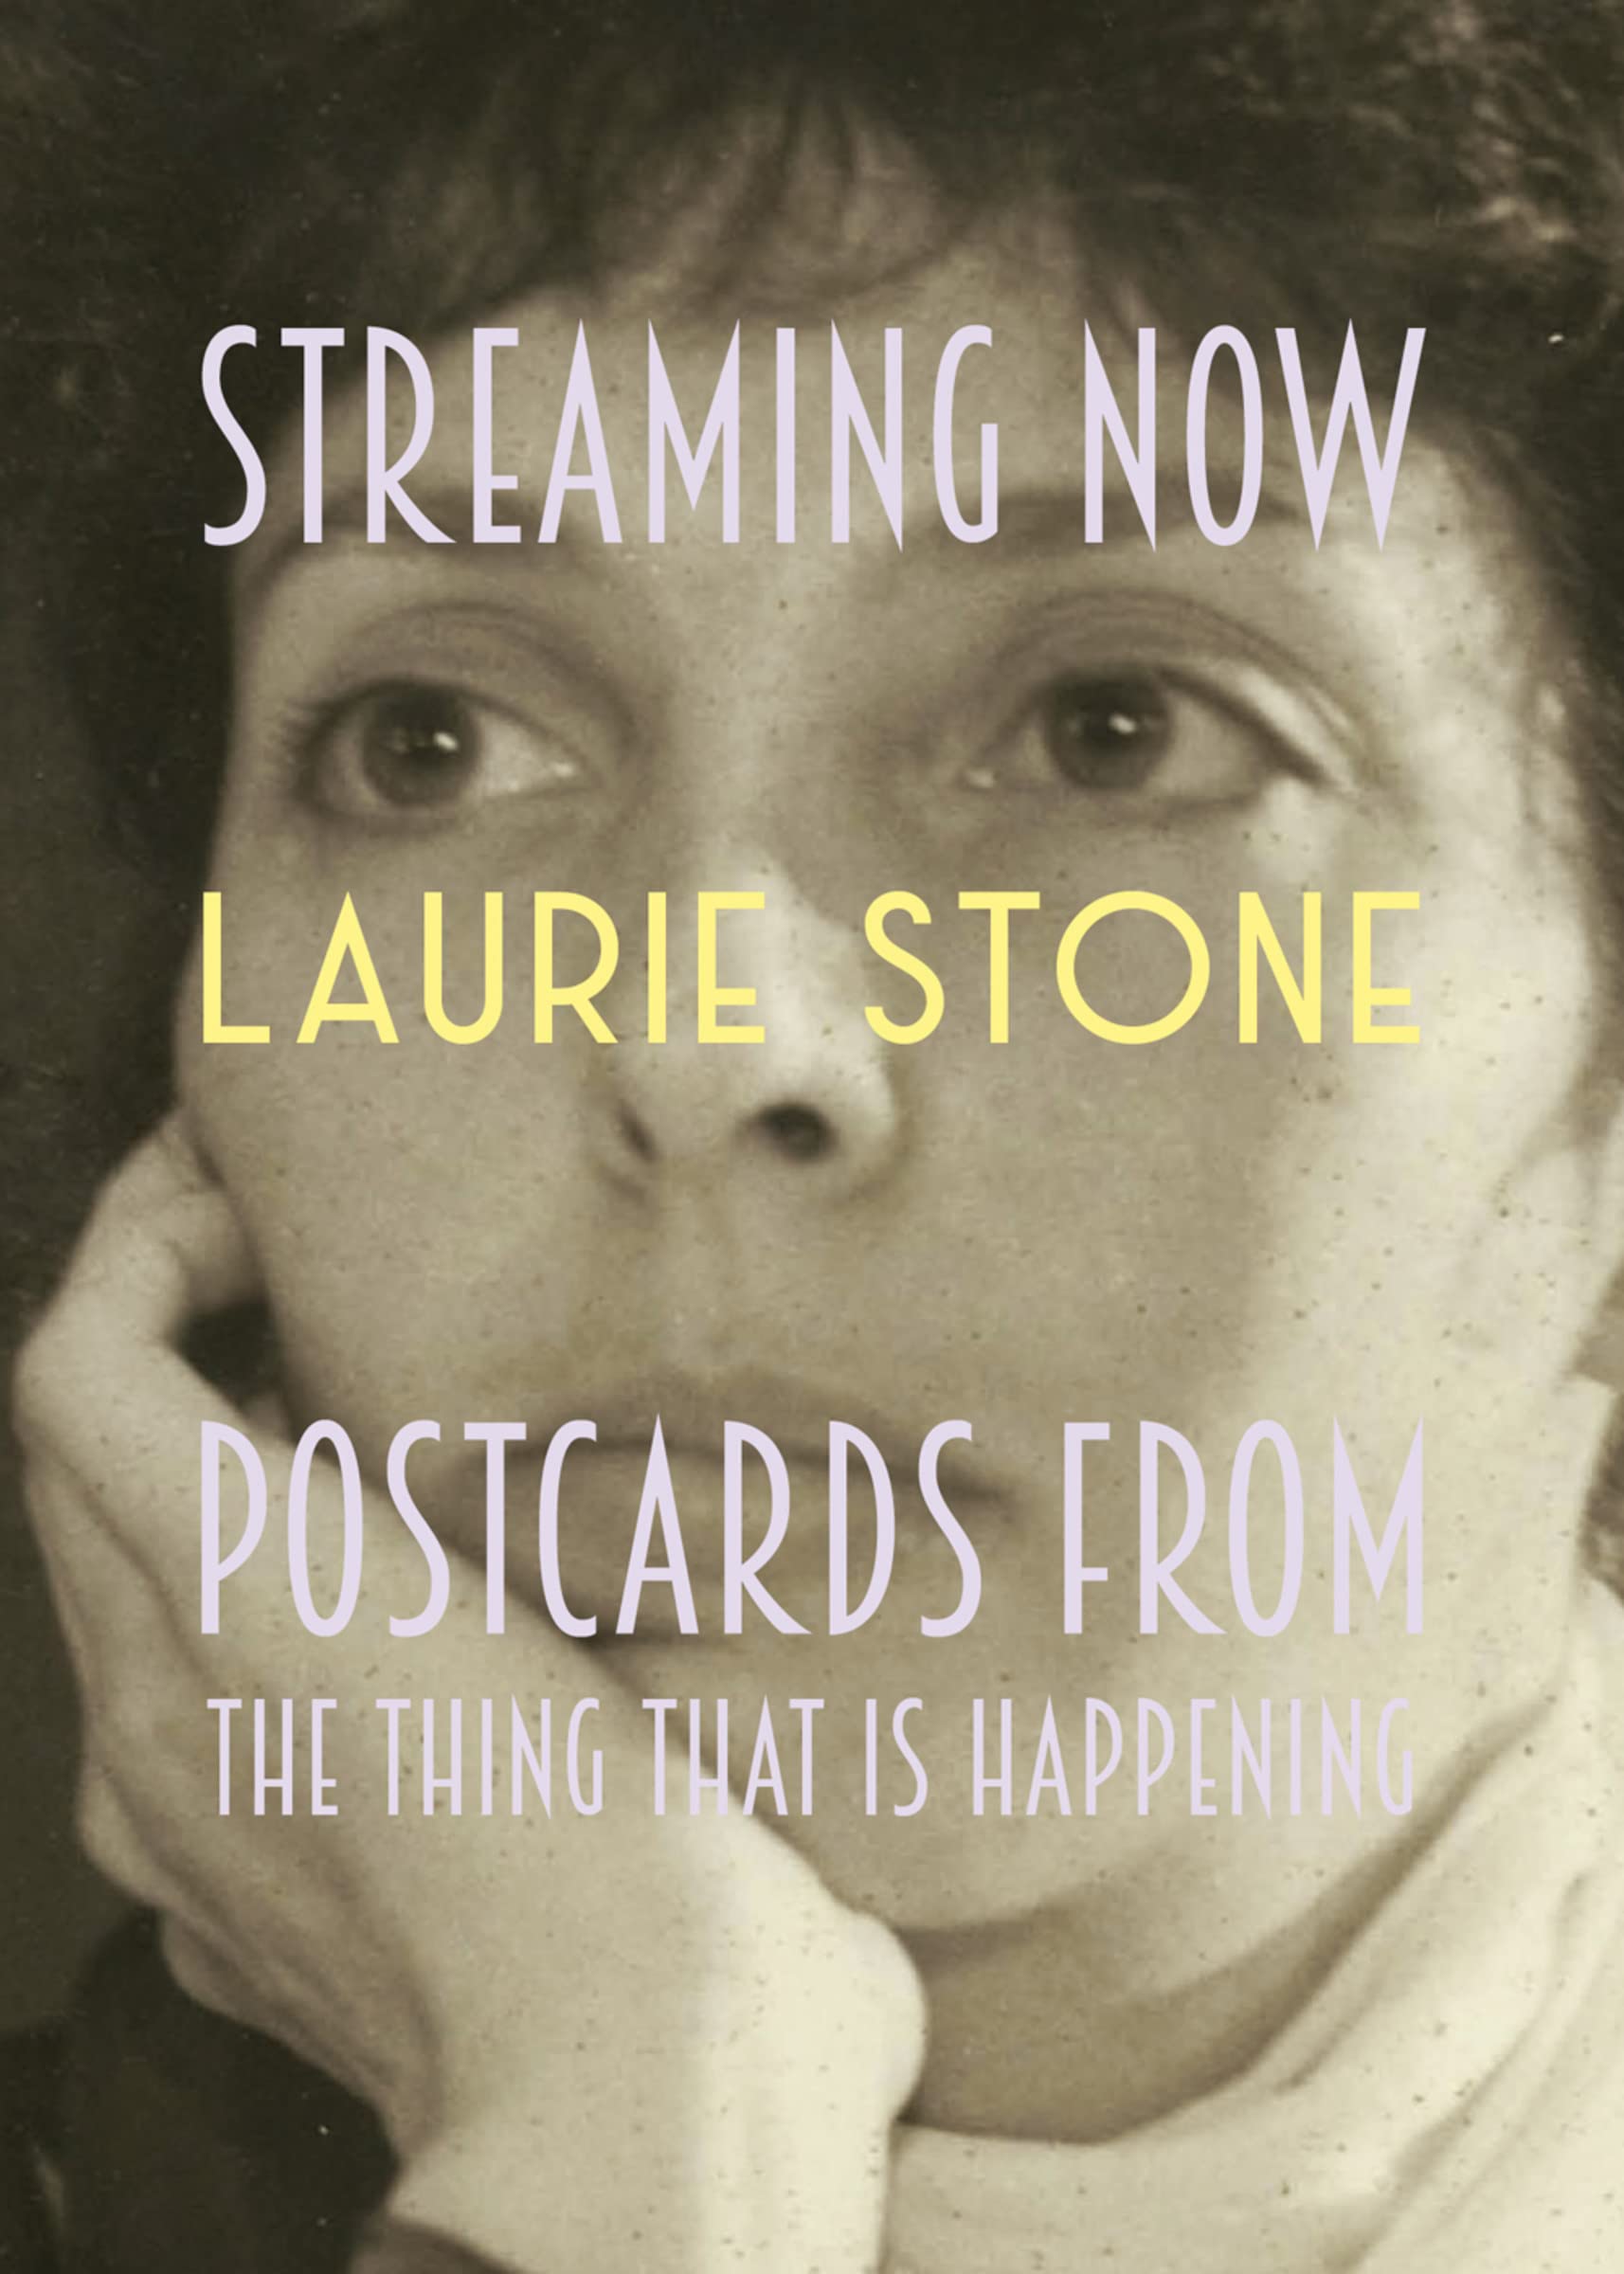 STREAMING NOW
LAURIE STONE
POSTCARDS FROM
THE THING THAT IS HAPPENING